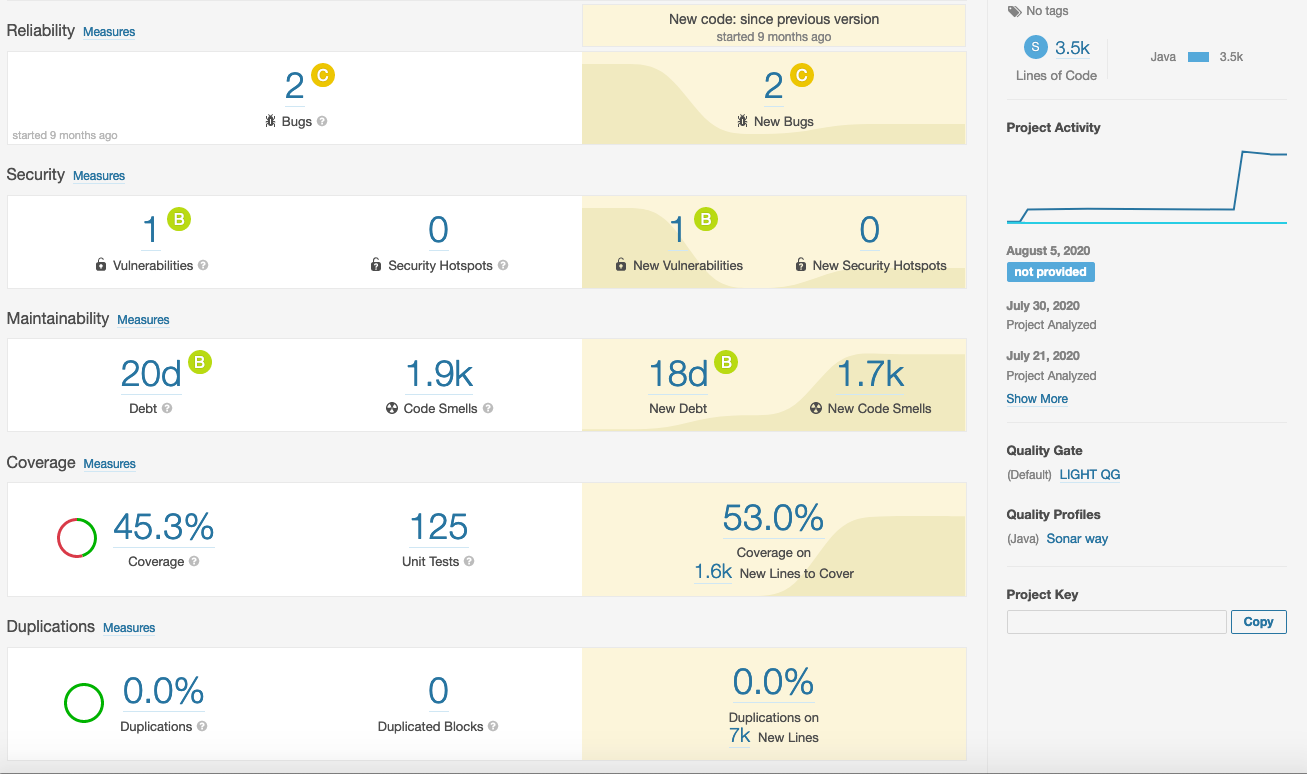 Reliability Measures
New code: since previous version
started 9 months ago
2 C
Bugs ?
started 9 months ago
2 C
New Bugs
Security Measures
1 B
Vulnerabilities ?
0
Security Hotspots ?
1 B
New Vulnerabilities
0
New Security Hotspots
Maintainability Measures
20d B
Debt ?
1.9k
Code Smells ?
18d B
New Debt
1.7k
New Code Smells
Coverage Measures
45.3%
Coverage ?
125
Unit Tests ?
53.0%
Coverage on
1.6k New Lines to Cover
Duplications Measures
0.0%
Duplications ?
0
Duplicated Blocks ?
0.0%
Duplications on
7k New Lines
No tags
S 3.5k
Lines of Code
Java 3.5k
Project Activity
August 5, 2020
not provided
July 30, 2020
Project Analyzed
July 21, 2020
Project Analyzed
Show More
Quality Gate
(Default) LIGHT QG
Quality Profiles
(Java) Sonar way
Project Key
Copy